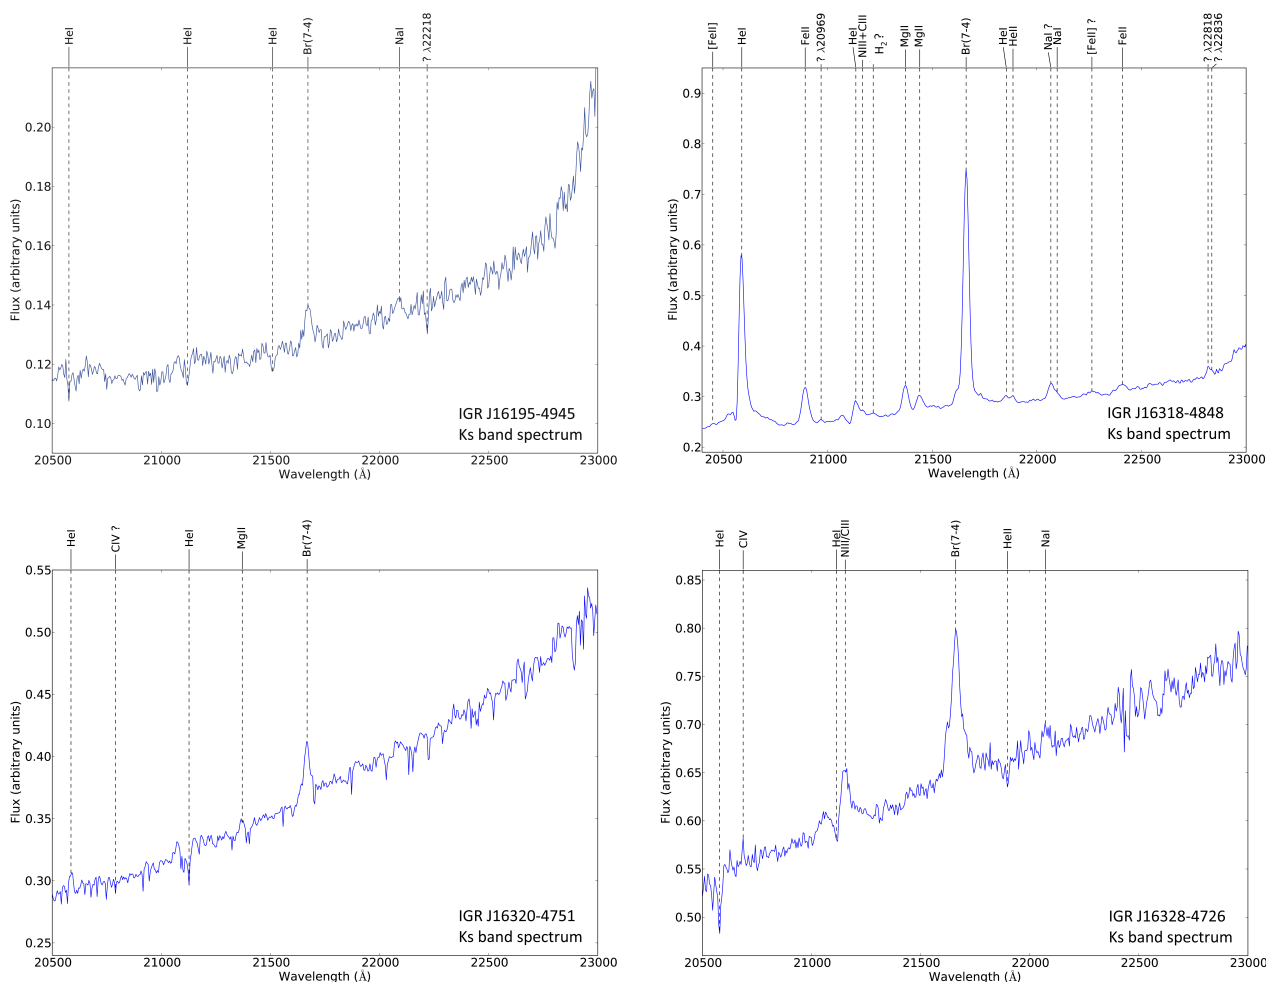 HeI
HeI
HeI
Br(7-4)
NaI
? λ22218
0.20
0.18
0.16
0.14
0.12
0.10
Flux (arbitrary units)
IGR J16195-4945
Ks band spectrum
20500 21000 21500 22000 22500 23000
Wavelength (Å)
[FeII]
HeI
FeII
? λ20969
HeI
NIII+CIII
H2 ?
MgII
MgII
Br(7-4)
HeI
HeII
NaI ?
NaI
[FeII] ?
FeII
? λ22818
? λ22836
0.9
0.8
0.7
0.6
0.5
0.4
0.3
0.2
Flux (arbitrary units)
IGR J16318-4848
Ks band spectrum
20500 21000 21500 22000 22500 23000
Wavelength (Å)
HeI
CIV ?
HeI
MgII
Br(7-4)
0.55
0.50
0.45
0.40
0.35
0.30
0.25
Flux (arbitrary units)
IGR J16320-4751
Ks band spectrum
20500 21000 21500 22000 22500 23000
Wavelength (Å)
HeI
CIV
HeI
NIII/CIII
Br(7-4)
HeII
NaI
0.85
0.80
0.75
0.70
0.65
0.60
0.55
0.50
Flux (arbitrary units)
IGR J16328-4726
Ks band spectrum
20500 21000 21500 22000 22500 23000
Wavelength (Å)